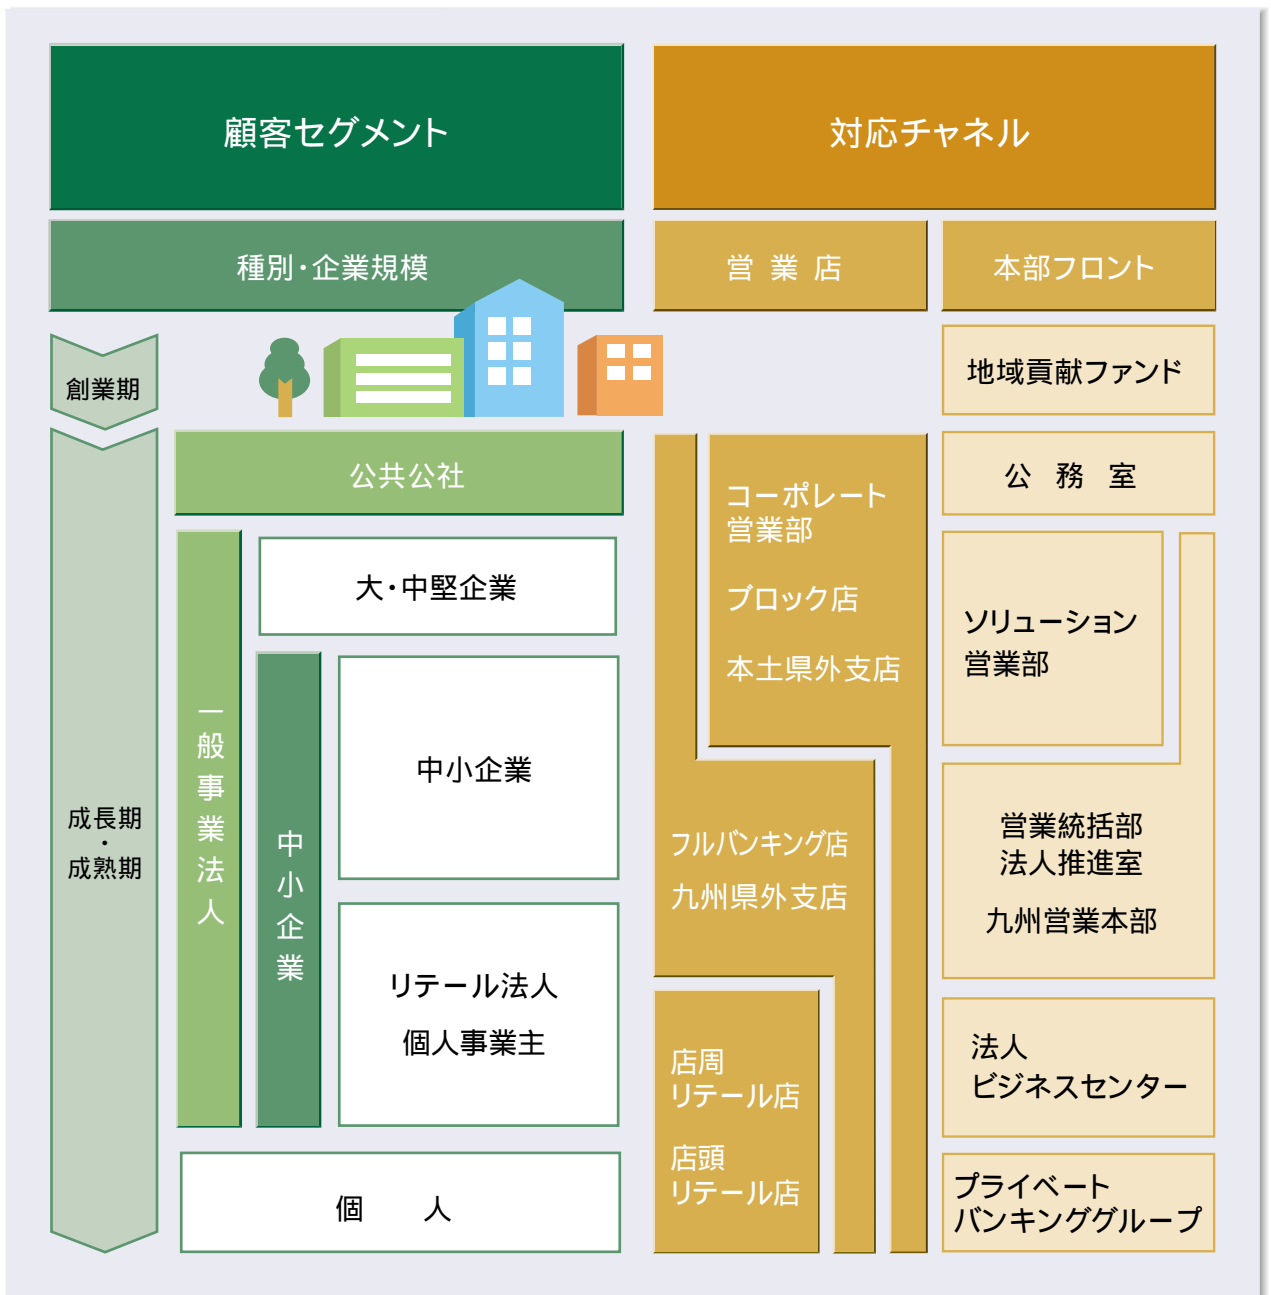 顧客セグメント
対応チャネル
種別・企業規模
営業店
本部フロント
創業期
地域貢献ファンド
公共公社
公務室
成長期
・
成熟期
一般事業法人
大・中堅企業
中小企業
中小企業
リテール法人
個人事業主
個人
コーポレート
営業部
ブロック店
本土県外支店
フルバンキング店
九州県外支店
店周
リテール店
店頭
リテール店
ソリューション
営業部
営業統括部
法人推進室
九州営業本部
法人
ビジネスセンター
プライベート
バンキンググループ